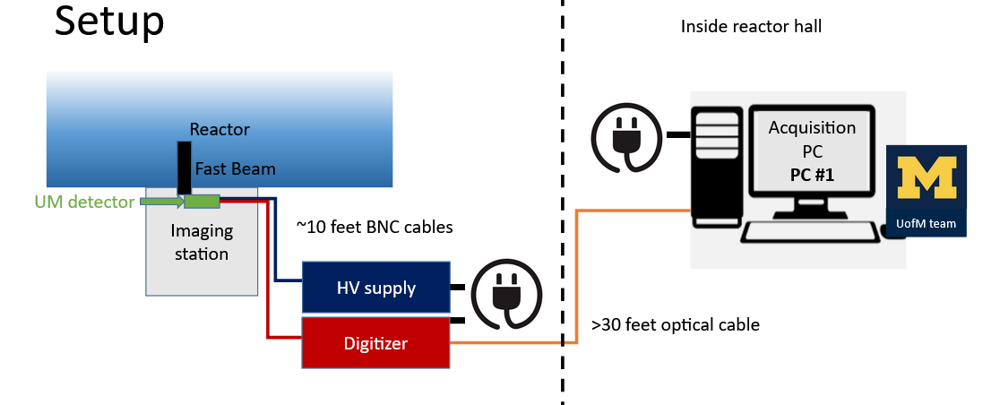 Setup
Inside reactor hall
Reactor
Fast Beam
UM detector
Imaging
station
~10 feet BNC cables
HV supply
Digitizer
Acquisition
PC
PC #1
M
UofM team
>30 feet optical cable